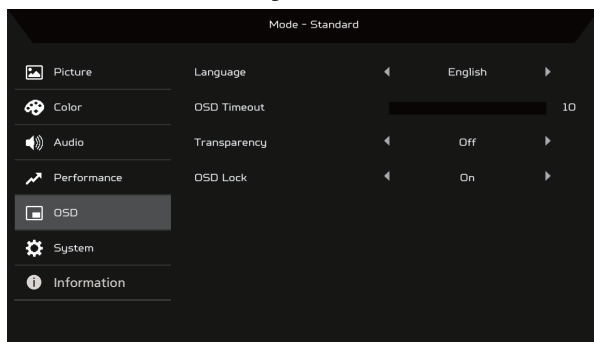 Mode - Standard
Picture
Language English
Color
OSD Timeout 10
Audio
Transparency Off
Performance
OSD Lock On
OSD
System
Information